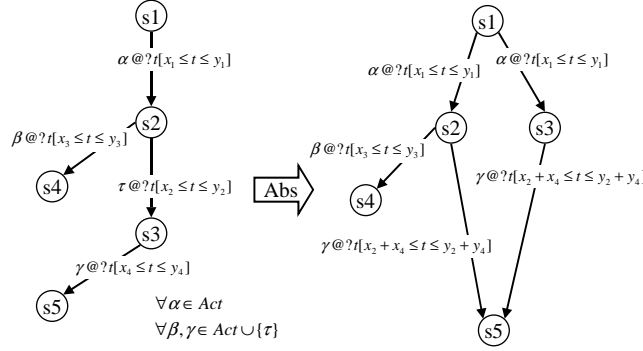 s1
α@?t[x₁ ≤ t ≤ y₁]
s2
β@?t[x₃ ≤ t ≤ y₃]
s4
τ@?t[x₂ ≤ t ≤ y₂]
s3
γ@?t[x₄ ≤ t ≤ y₄]
s5
∀α ∈ Act
∀β, γ ∈ Act ∪ {τ}
Abs
s1
α@?t[x₁ ≤ t ≤ y₁]
α@?t[x₁ ≤ t ≤ y₁]
s2
s3
β@?t[x₃ ≤ t ≤ y₃]
γ@?t[x₂ + x₄ ≤ t ≤ y₂ + y₄]
s4
γ@?t[x₂ + x₄ ≤ t ≤ y₂ + y₄]
s5